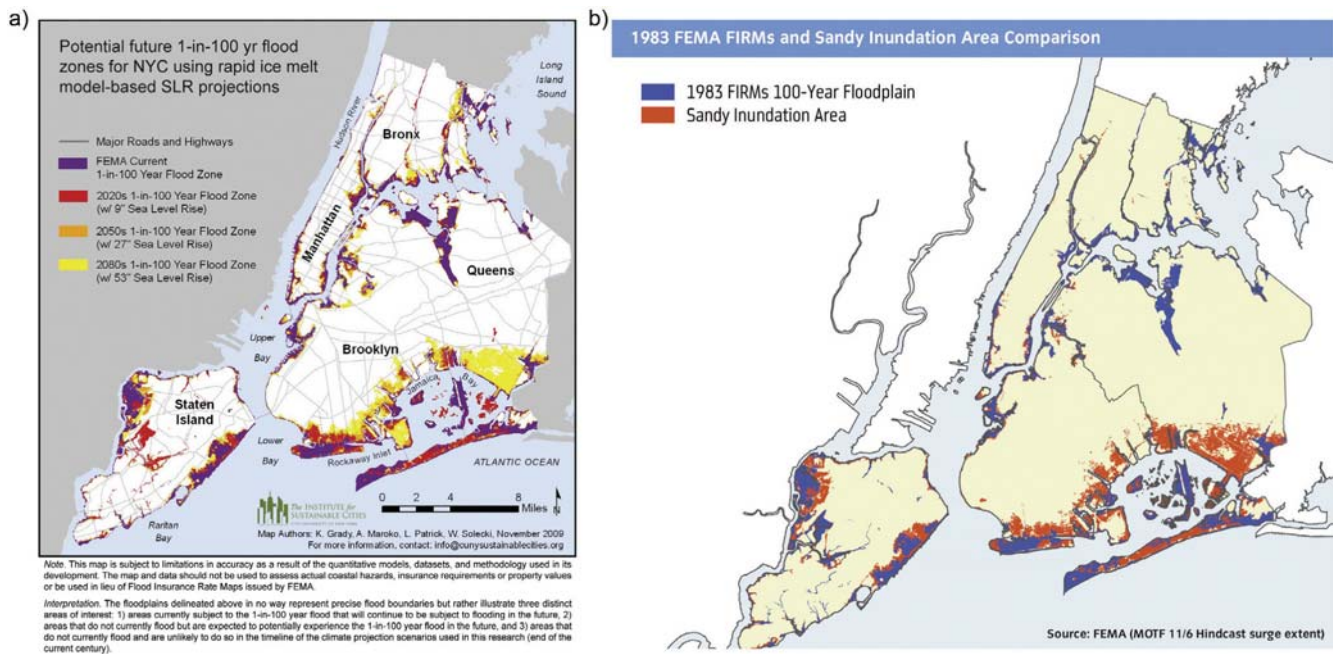 a)
Potential future 1-in-100 yr flood
zones for NYC using rapid ice melt
model-based SLR projections
Major Roads and Highways
FEMA Current
1-in-100 Year Flood Zone
2020s 1-in-100 Year Flood Zone
(w/ 9" Sea Level Rise)
2050s 1-in-100 Year Flood Zone
(w/ 27" Sea Level Rise)
2080s 1-in-100 Year Flood Zone
(w/ 53" Sea Level Rise)
Long
Island
Sound
Hudson River
Bronx
Manhattan
Queens
Upper
Bay
Brooklyn
Jamaica
Bay
Staten
Island
Lower
Bay
Rockaway Inlet
ATLANTIC OCEAN
Raritan
Bay
The INSTITUTE for
SUSTAINABLE CITIES
0 2 4 8
Miles
N
Map Authors: K. Grady, A. Maroko, L. Patrick, W. Solecki, November 2009
For more information, contact: info@cunysustainablecities.org
Note. This map is subject to limitations in accuracy as a result of the quantitative models, datasets, and methodology used in its
development. The map and data should not be used to assess actual coastal hazards, insurance requirements or property values
or be used in lieu of Flood Insurance Rate Maps issued by FEMA.
Interpretation. The floodplains delineated above in no way represent precise flood boundaries but rather illustrate three distinct
areas of interest: 1) areas currently subject to the 1-in-100 year flood that will continue to be subject to flooding in the future, 2)
areas that do not currently flood but are expected to potentially experience the 1-in-100 year flood in the future, and 3) areas that
do not currently flood and are unlikely to do so in the timeline of the climate projection scenarios used in this research (end of the
current century).
b)
1983 FEMA FIRMs and Sandy Inundation Area Comparison
1983 FIRMs 100-Year Floodplain
Sandy Inundation Area
Source: FEMA (MOTF 11/6 Hindcast surge extent)